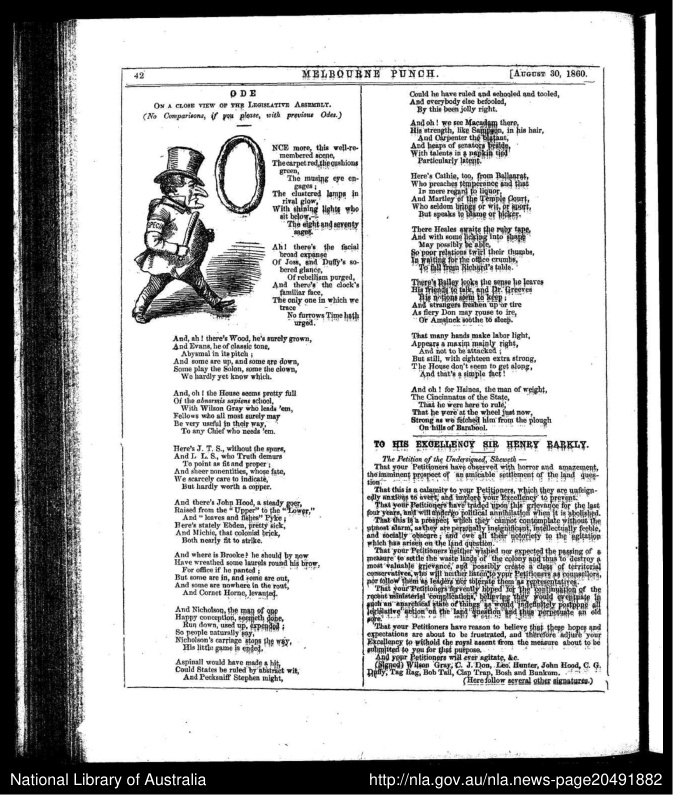 42
MELBOURNE PUNCH.
[AUGUST 30, 1860.
ODE
ON A CLOSE VIEW OF THE LEGISLATIVE ASSEMBLY.
(No Comparisons, if you please, with previous Odes.)
ONCE more, this well-re-
membered scene,
The carpet red, the cushions
green,
The musing eye en-
gages;
The clustered lamps in
rival glow,
With shining lights who
sit below,—
The eight and seventy
sages.
Ah! there's the facial
broad expanse
Of Joss, and Duffy's so-
bered glance,
Of rebellism purged,
And there's the clock's
familiar face,
The only one in which we
trace
No furrows Time hath
urged.
And, ah! there's Wood, he's surely grown,
And Evans, he of classic tone,
Abysmal in its pitch;
And some are up, and some are down,
Some play the Solon, some the clown,
We hardly yet know which.
And, oh! the House seems pretty full
Of the abnormis sapiens school,
With Wilson Gray who leads 'em,
Fellows who all most surely may
Be very useful in their way,
To any Chief who needs 'em.
Here's J. T. S., without the spurs,
And L. L. S., who Truth demurs
To point as fit and proper;
And sheer nonentities, whose fate,
We scarcely care to indicate,
But hardly worth a copper.
And there's John Hood, a steady goer,
Raised from the "Upper" to the "Lower,"
And "loaves and fishes" Pyke;
Here's stately Ebden, pretty sick,
And Michie, that colonial brick,
Both nearly fit to strike.
And where is Brooke? he should by now
Have wreathed some laurels round his brow,
For office if he panted;
But some are in, and some are out,
And some are nowhere in the rout,
And Cornet Horne, levanted.
And Nicholson, the man of one
Happy conception, seemeth gone,
Run down, used up, expended;
So people naturally say,
Nicholson's carriage stops the way,
His little game is ended.
Aspinall would have made a hit,
Could States be ruled by abstract wit,
And Pecksniff Stephen might,
Could he have ruled and schooled and tooled,
And everybody else befooled,
By this been jolly right.
And oh! we see Macadam there,
His strength, like Sampson, in his hair,
And Carpenter the blatant,
And heaps of senators beside,
With talents in a napkin tied
Particularly latent.
Here's Cathie, too, from Ballaarat,
Who preaches temperance and that
In mere regard to liquor,
And Martley of the Temple Court,
Who seldom brings or wit, or snort,
But speaks to blame or bicker.
There Heales awaits the ruby tape,
And with some licking into shape
May possibly be able,
So poor relations twirl their thumbs,
In waiting for the office crumbs,
To fall from Richard's table.
There's Bailey looks the sense he leaves
His friends to talk, and Dr. Greeves
His notions seem to keep;
And strangers freshen up or tire
As fiery Don may rouse to ire,
Or Amsinck soothe to sleep.
That many hands make labor light,
Appears a maxim mainly right,
And not to be attacked;
But still, with eighteen extra strong,
The House don't seem to get along,
And that's a simple fact!
And oh! for Haines, the man of weight,
The Cincinnatus of the State,
That he were here to rule,
That he were at the wheel just now,
Strong as we fetched him from the plough
On hills of Barabool.
TO HIS EXCELLENCY SIR HENRY BARKLY.
The Petition of the Undersigned, Sheweth—
That your Petitioners have observed with horror and amazement,
the imminent prospect of an amicable settlement of the land ques-
tion.
That this is a calamity to your Petitioners, which they are unfeign-
edly anxious to avert, and implore your Excellency to prevent.
That your Petitioners have traded upon this grievance for the last
four years, and will undergo political annihilation when it is abolished.
That this is a prospect which they cannot contemplate without the
utmost alarm, as they are personally insignificant, intellectually feeble,
and socially obscure; and owe all their notoriety to the agitation
which has arisen on the land question.
That your Petitioners neither wished nor expected the passing of a
measure to settle the waste lands of the colony and thus to destroy a
most valuable grievance, and possibly create a class of territorial
conservatives, who will neither listen to your Petitioners as counsellors,
nor follow them as leaders nor tolerate them as representatives.
That your Petitioners fervently hoped for the continuation of the
recent ministerial complications, believing they would eventuate in
such an anarchical state of things as would indefinitely postpone all
legislative action on the land question and thus perpetuate an old
sore.
That your Petitioners have reason to believe that these hopes and
expectations are about to be frustrated, and therefore adjure your
Excellency to withold the royal assent from the measure about to be
submitted to you for that purpose.
And your Petitioners will ever agitate, &c.
(Signed) Wilson Gray, C. J. Don, Leo. Hunter, John Hood, C. G.
Duffy, Tag Rag, Bob Tail, Clap Trap, Bosh and Bunkum.
(Here follow several other signatures.)
National Library of Australia
http://nla.gov.au/nla.news-page20491882